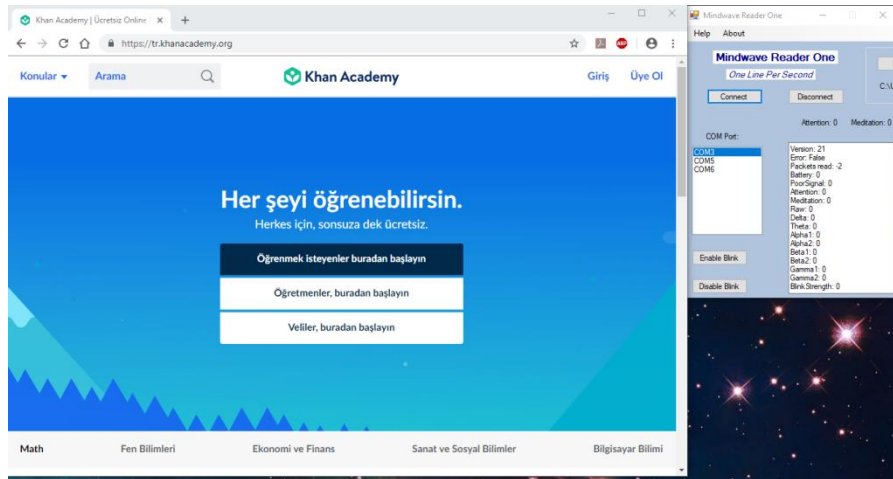 Khan Academy | Ücretsiz Online
https://tr.khanacademy.org
Konular
Arama
Khan Academy
Giriş
Üye Ol
Her şeyi öğrenebilirsin.
Herkes için, sonsuza dek ücretsiz.
Öğrenmek isteyenler buradan başlayın
Öğretmenler, buradan başlayın
Veliler, buradan başlayın
Math
Fen Bilimleri
Ekonomi ve Finans
Sanat ve Sosyal Bilimler
Bilgisayar Bilimi
Mindwave Reader One
Help About
Mindwave Reader One
One Line Per Second
Connect
Disconnect
Attention: 0 Meditation: 0
COM Port:
COM3
COM5
COM6
Version: 21
Error: False
Packets read: -2
Battery: 0
PoorSignal: 0
Attention: 0
Meditation: 0
Raw: 0
Delta: 0
Theta: 0
Alpha1: 0
Alpha2: 0
Beta1: 0
Beta2: 0
Gamma1: 0
Gamma2: 0
BlinkStrength: 0
Enable Blink
Disable Blink